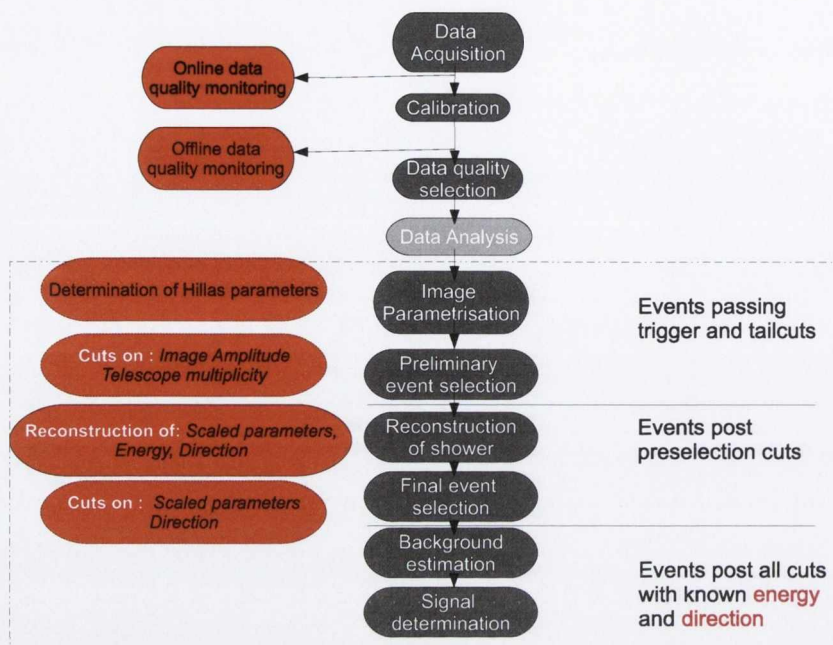 Data
Acquisition
Online data
quality monitoring
Calibration
Offline data
quality monitoring
Data quality
selection
Data Analysis
Determination of Hillas parameters
Image
Parametrisation
Events passing
trigger and tailcuts
Cuts on : Image Amplitude
Telescope multiplicity
Preliminary
event selection
Reconstruction of: Scaled parameters,
Energy, Direction
Reconstruction
of shower
Events post
preselection cuts
Cuts on : Scaled parameters
Direction
Final event
selection
Background
estimation
Signal
determination
Events post all cuts
with known energy
and direction